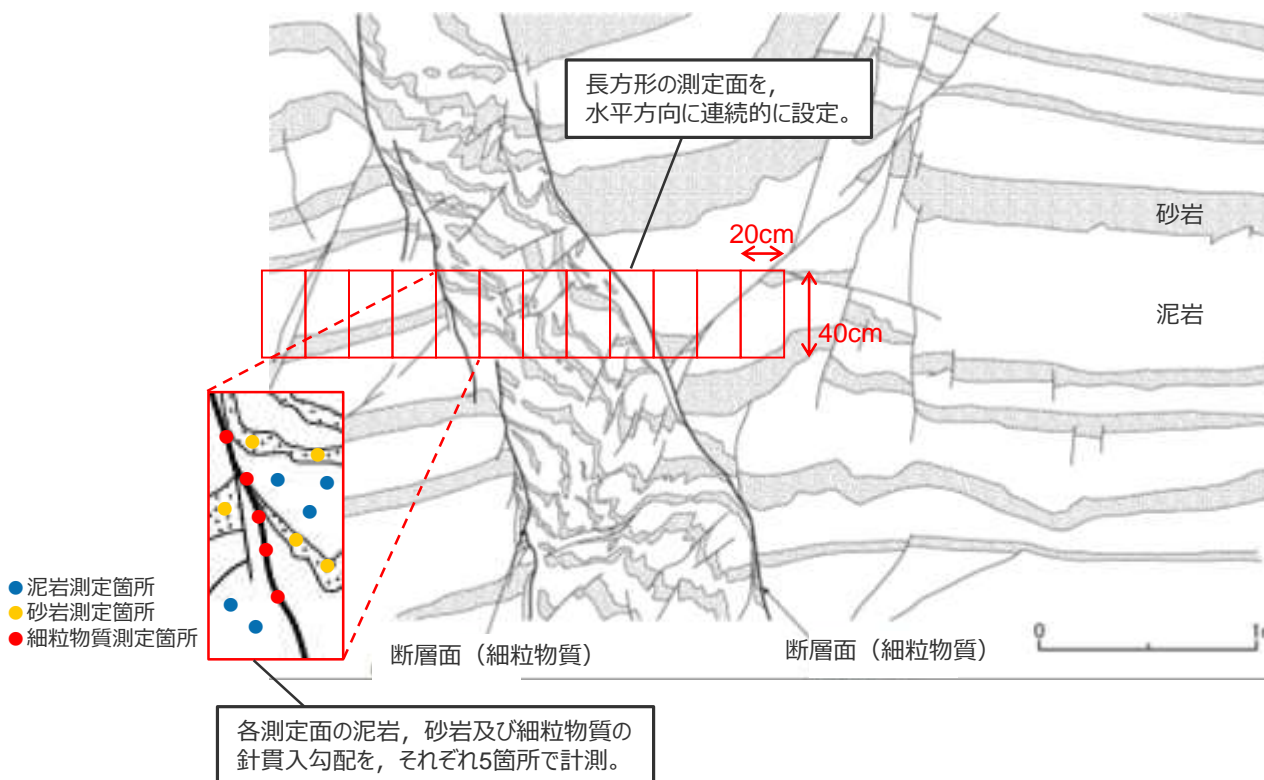 長方形の測定面を，
水平方向に連続的に設定。
砂岩
20cm
泥岩
40cm
泥岩測定箇所
砂岩測定箇所
細粒物質測定箇所
断層面（細粒物質）
断層面（細粒物質）
0
各測定面の泥岩，砂岩及び細粒物質の
針貫入勾配を，それぞれ5箇所で計測。